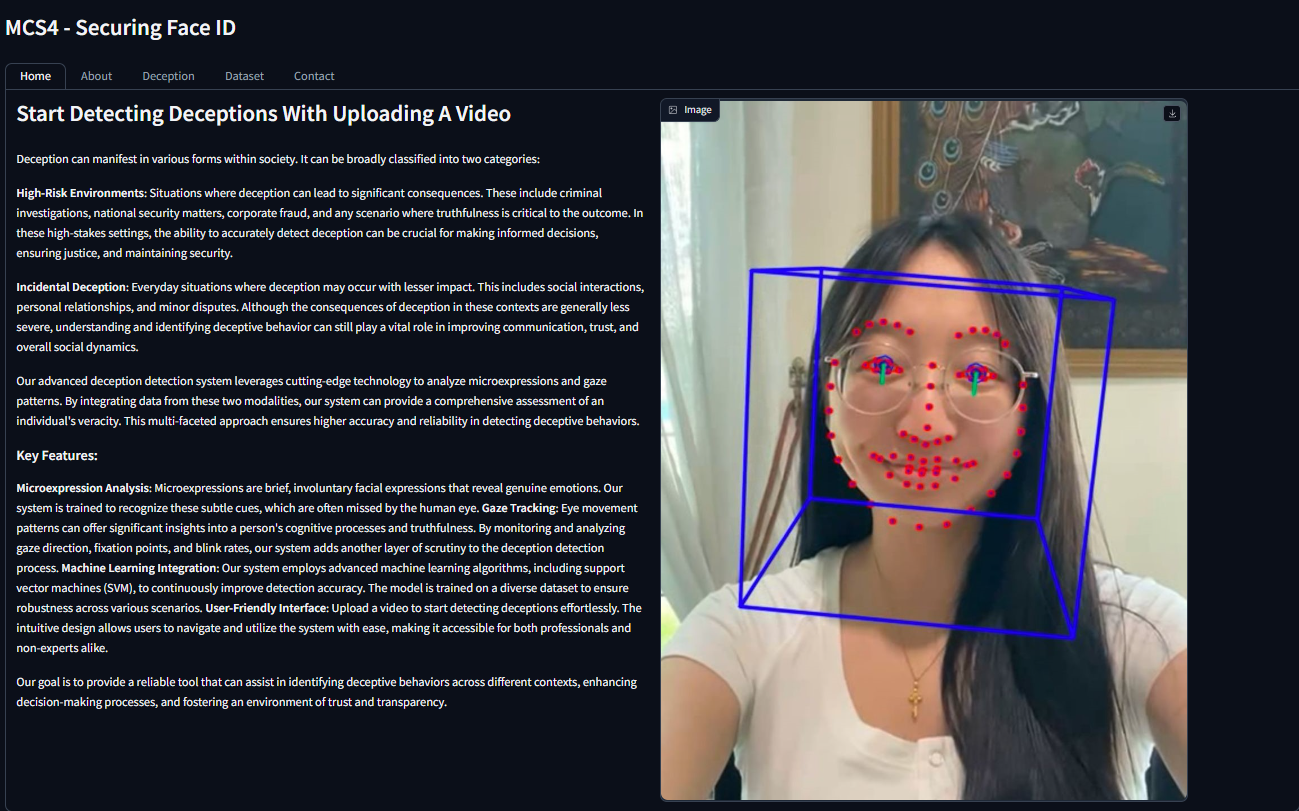 MCS4 - Securing Face ID
Home About Deception Dataset Contact
Start Detecting Deceptions With Uploading A Video
Deception can manifest in various forms within society. It can be broadly classified into two categories:
High-Risk Environments: Situations where deception can lead to significant consequences. These include criminal
investigations, national security matters, corporate fraud, and any scenario where truthfulness is critical to the outcome. In
these high-stakes settings, the ability to accurately detect deception can be crucial for making informed decisions,
ensuring justice, and maintaining security.
Incidental Deception: Everyday situations where deception may occur with lesser impact. This includes social interactions,
personal relationships, and minor disputes. Although the consequences of deception in these contexts are generally less
severe, understanding and identifying deceptive behavior can still play a vital role in improving communication, trust, and
overall social dynamics.
Our advanced deception detection system leverages cutting-edge technology to analyze microexpressions and gaze
patterns. By integrating data from these two modalities, our system can provide a comprehensive assessment of an
individual's veracity. This multi-faceted approach ensures higher accuracy and reliability in detecting deceptive behaviors.
Key Features:
Microexpression Analysis: Microexpressions are brief, involuntary facial expressions that reveal genuine emotions. Our
system is trained to recognize these subtle cues, which are often missed by the human eye. Gaze Tracking: Eye movement
patterns can offer significant insights into a person's cognitive processes and truthfulness. By monitoring and analyzing
gaze direction, fixation points, and blink rates, our system adds another layer of scrutiny to the deception detection
process. Machine Learning Integration: Our system employs advanced machine learning algorithms, including support
vector machines (SVM), to continuously improve detection accuracy. The model is trained on a diverse dataset to ensure
robustness across various scenarios. User-Friendly Interface: Upload a video to start detecting deceptions effortlessly. The
intuitive design allows users to navigate and utilize the system with ease, making it accessible for both professionals and
non-experts alike.
Our goal is to provide a reliable tool that can assist in identifying deceptive behaviors across different contexts, enhancing
decision-making processes, and fostering an environment of trust and transparency.
Image